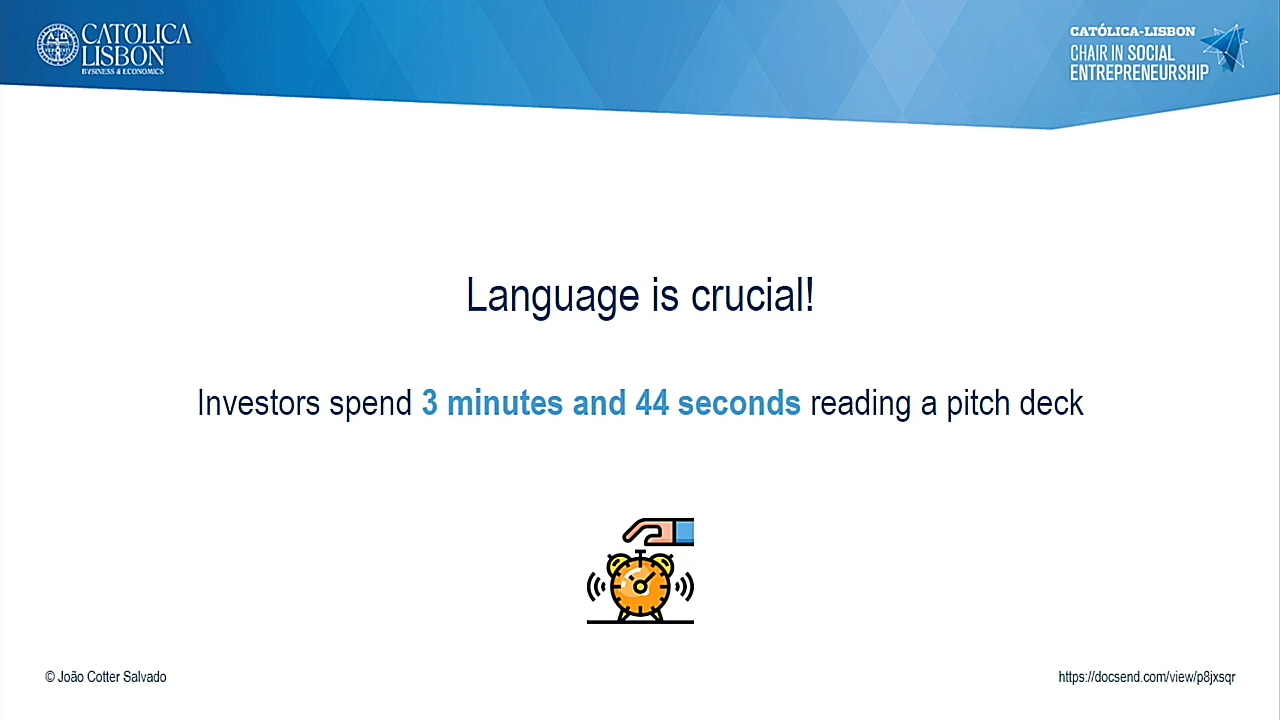 CATÓLICA
LISBON
BUSINESS & ECONOMICS
CATÓLICA-LISBON
CHAIR IN SOCIAL
ENTREPRENEURSHIP
Language is crucial!
Investors spend 3 minutes and 44 seconds reading a pitch deck
© João Cotter Salvado
https://docsend.com/view/p8jxsqr